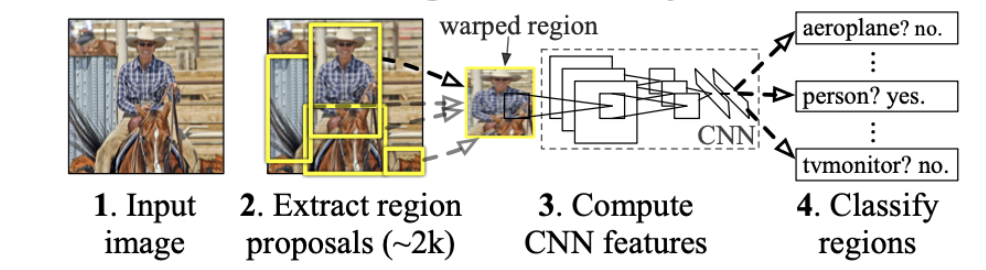 warped region
aeroplane? no.
⋮
person? yes.
CNN
⋮
tvmonitor? no.
1. Input
image
2. Extract region
proposals (~2k)
3. Compute
CNN features
4. Classify
regions